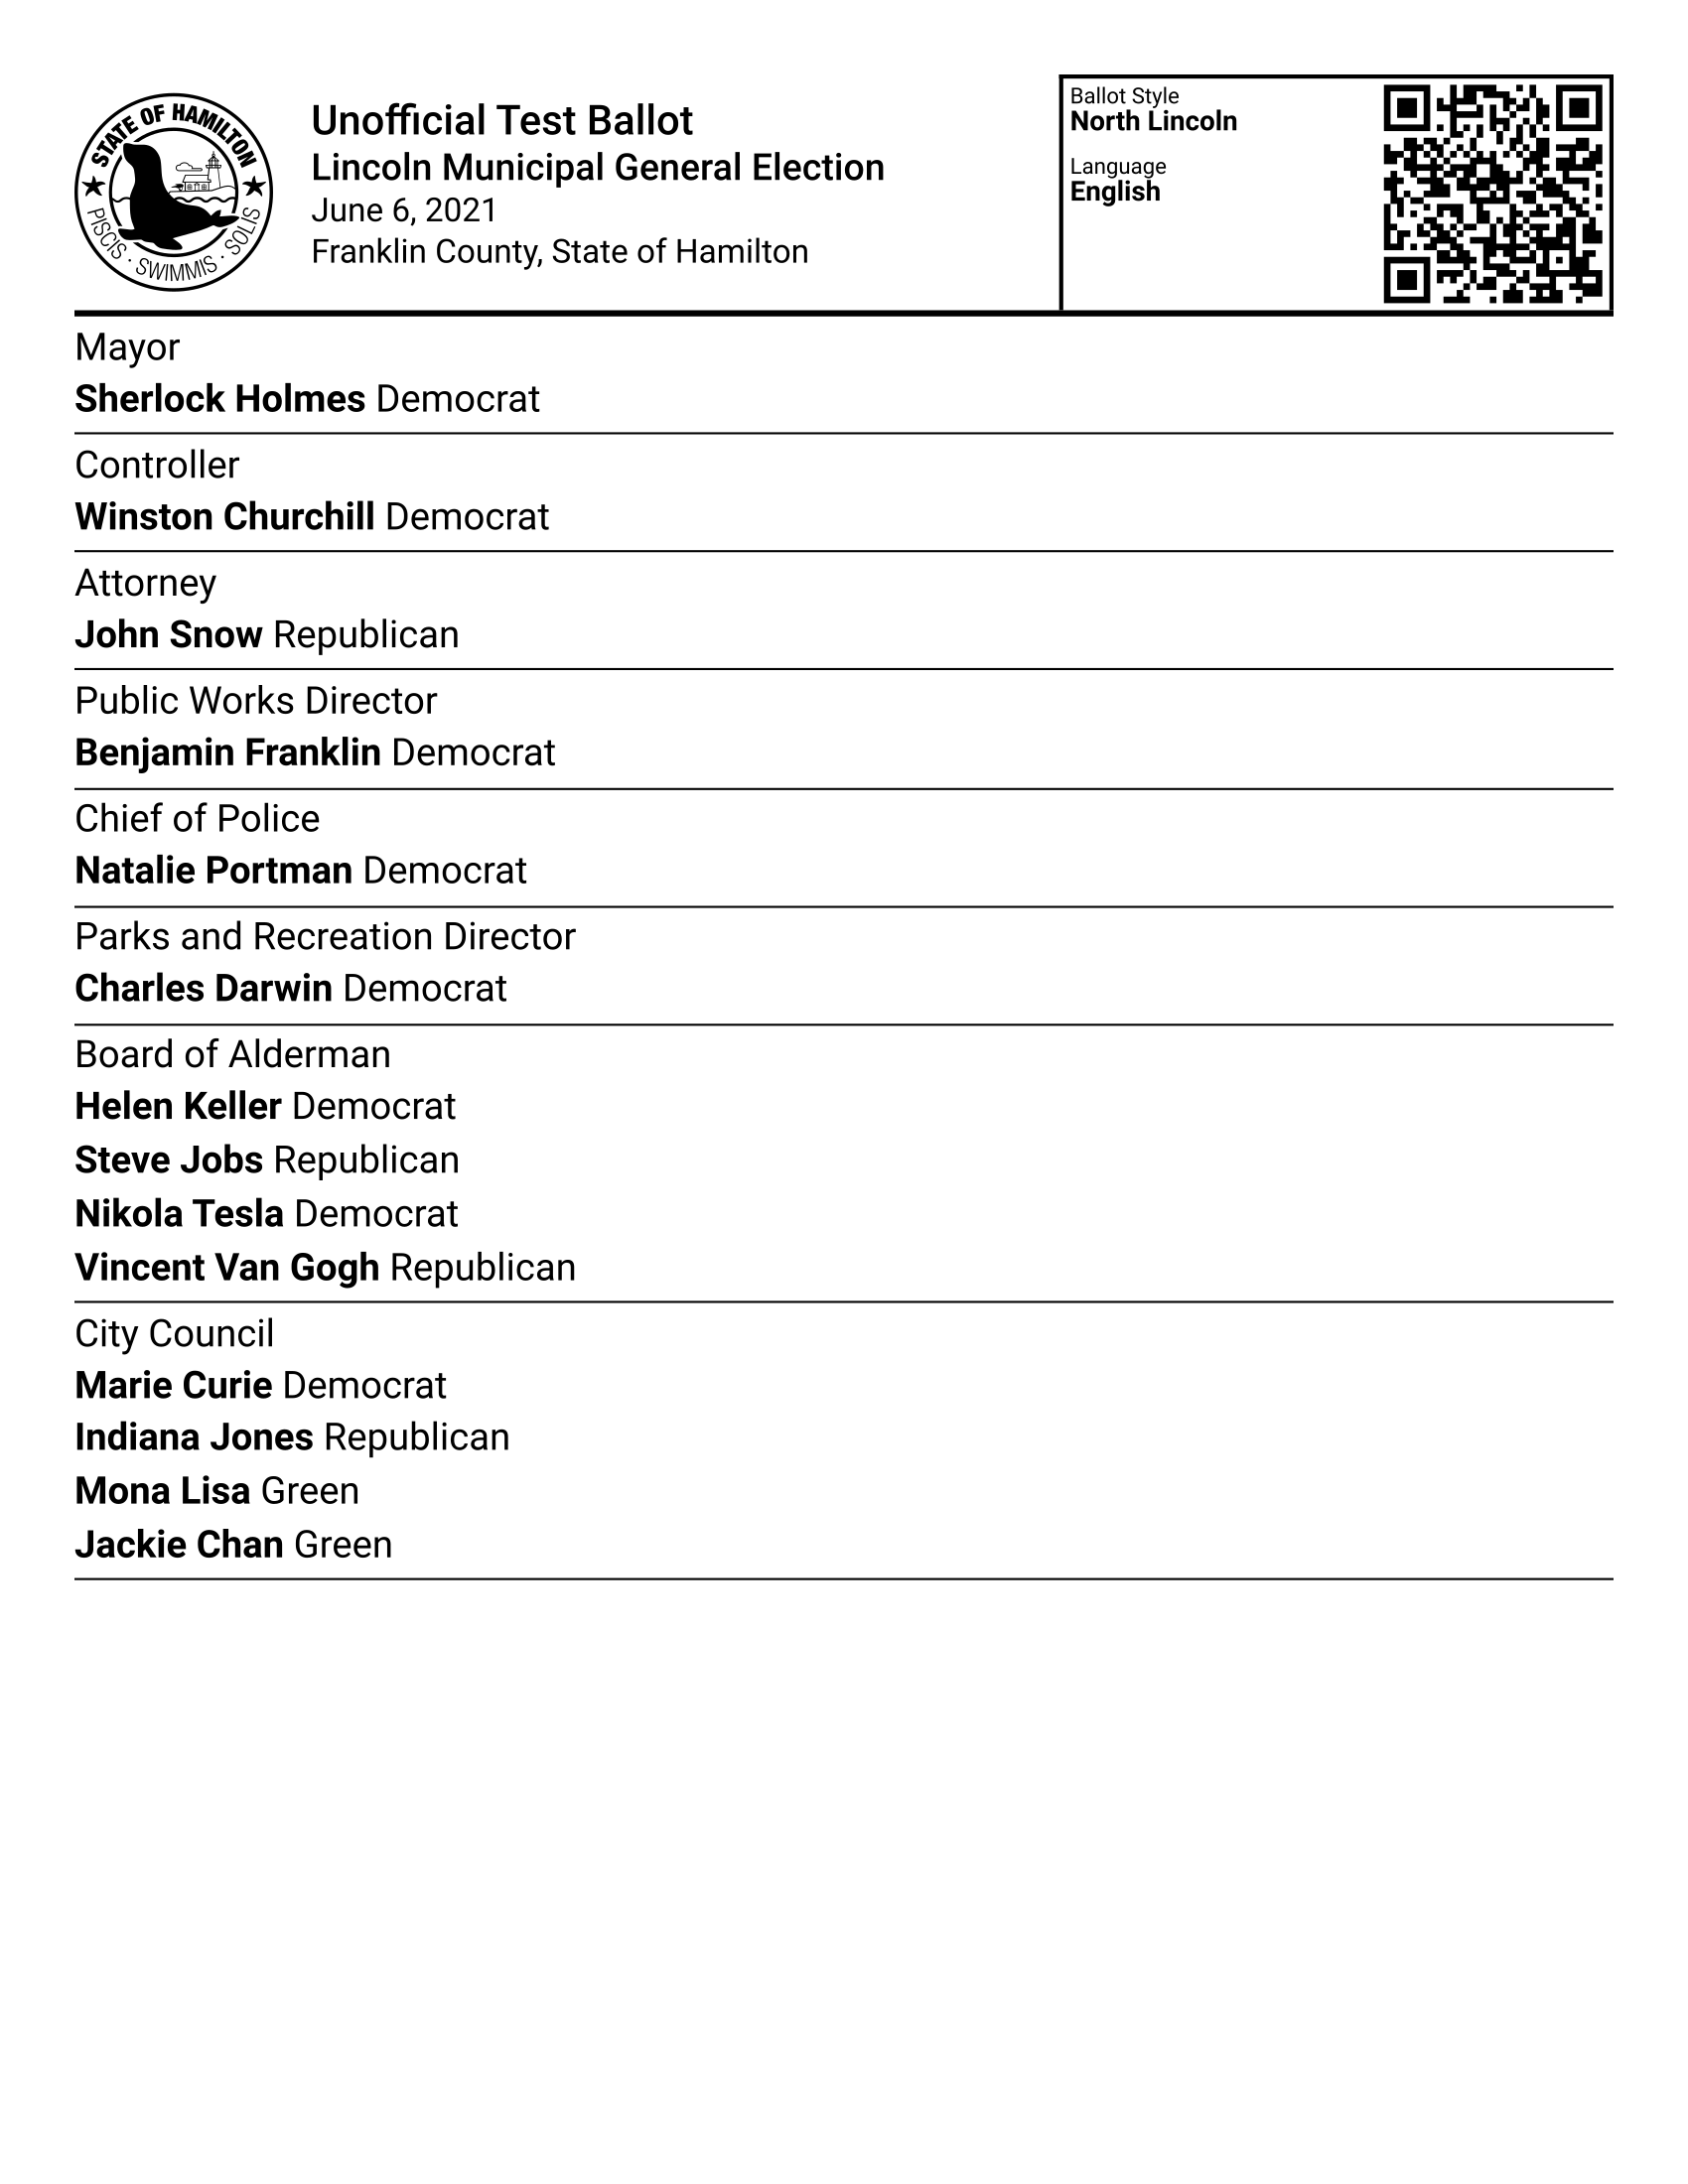 STATE OF HAMILTON
PISCIS · SWIMMIS · SOLIS
Unofficial Test Ballot
Lincoln Municipal General Election
June 6, 2021
Franklin County, State of Hamilton
Ballot Style
North Lincoln
Language
English
Mayor
Sherlock Holmes Democrat
Controller
Winston Churchill Democrat
Attorney
John Snow Republican
Public Works Director
Benjamin Franklin Democrat
Chief of Police
Natalie Portman Democrat
Parks and Recreation Director
Charles Darwin Democrat
Board of Alderman
Helen Keller Democrat
Steve Jobs Republican
Nikola Tesla Democrat
Vincent Van Gogh Republican
City Council
Marie Curie Democrat
Indiana Jones Republican
Mona Lisa Green
Jackie Chan Green